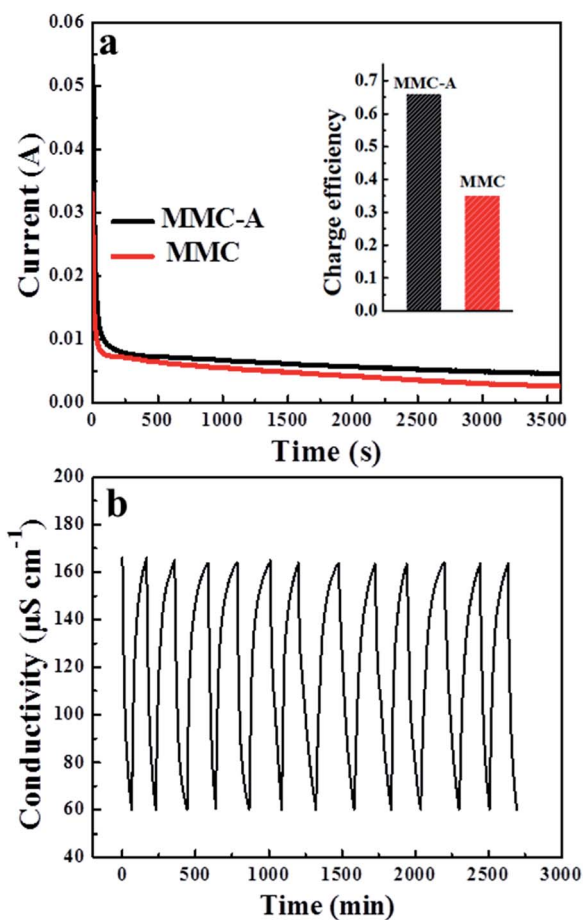 a
0.06
0.05
0.04
0.03
0.02
0.01
0.00
Current (A)
MMC-A
MMC
0.7
0.6
0.5
0.4
0.3
0.2
0.1
0.0
Charge efficiency
MMC-A
MMC
0 500 1000 1500 2000 2500 3000 3500
Time (s)
b
200
180
160
140
120
100
80
60
40
Conductivity (µS cm⁻¹)
0 500 1000 1500 2000 2500 3000
Time (min)